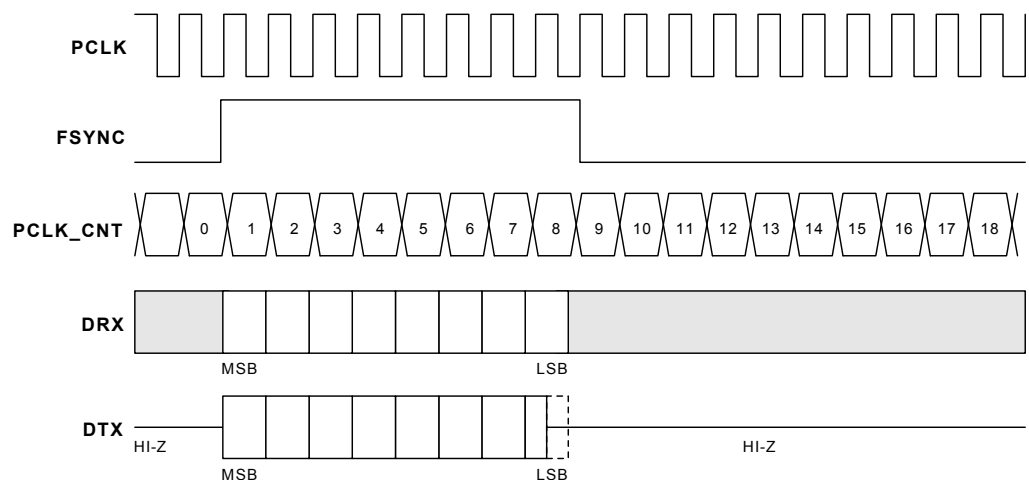 PCLK
FSYNC
PCLK_CNT 0 1 2 3 4 5 6 7 8 9 10 11 12 13 14 15 16 17 18
DRX
MSB LSB
DTX
HI-Z HI-Z
MSB LSB